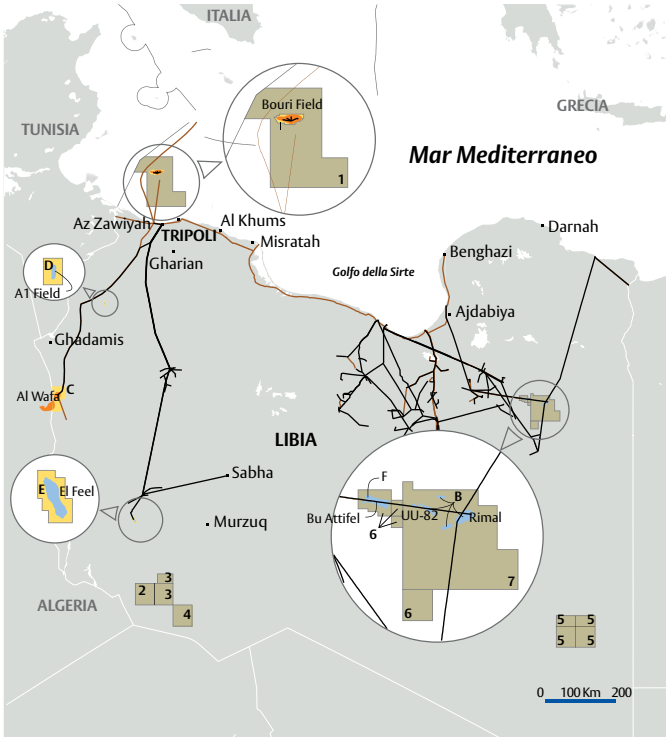 ITALIA
TUNISIA
GRECIA
Mar Mediterraneo
Bouri Field
1
Az Zawiyah
TRIPOLI
Al Khums
Misratah
Gharian
Golfo della Sirte
Benghazi
Darnah
Ajdabiya
D
A1 Field
Ghadamis
C
Al Wafa
LIBIA
E
El Feel
Sabha
Murzuq
F
B
Bu Attifel
UU-82
Rimal
6
7
6
ALGERIA
3
2
3
4
5
5
5
5
0 100 Km 200